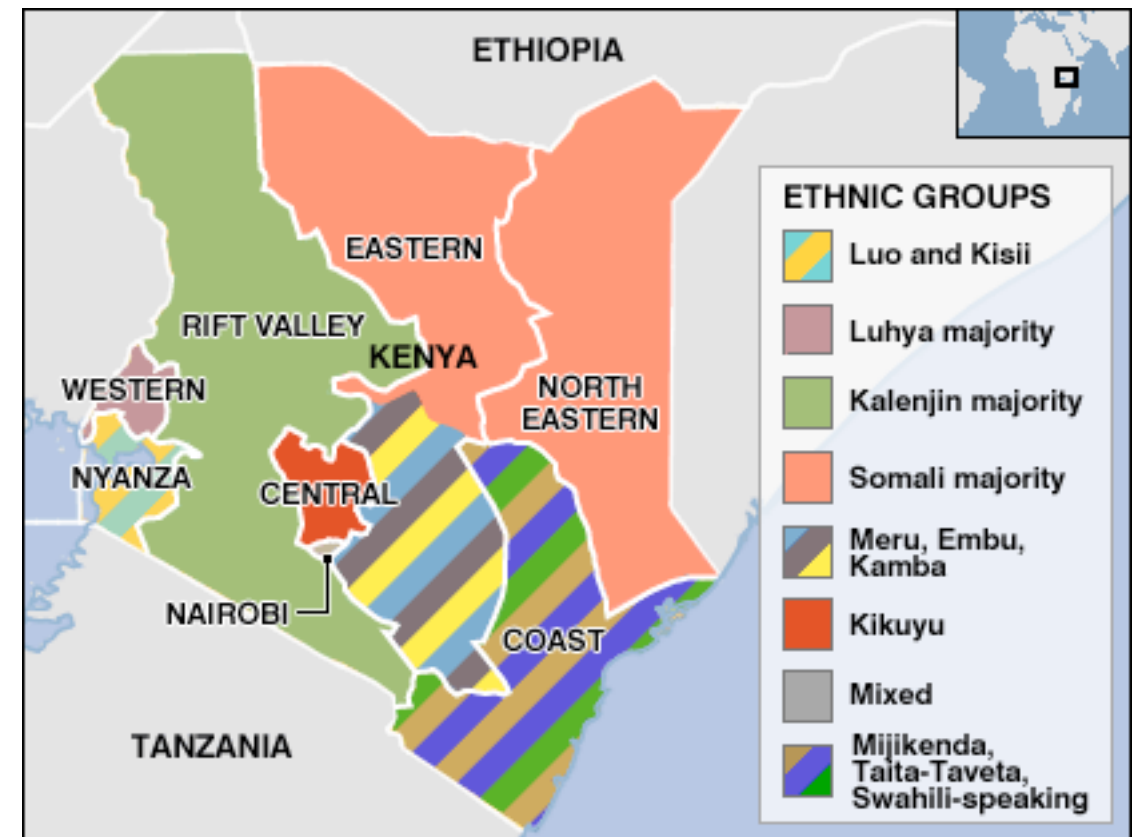 ETHIOPIA
EASTERN
RIFT VALLEY
KENYA
WESTERN
NORTH
EASTERN
NYANZA
CENTRAL
NAIROBI
COAST
TANZANIA
ETHNIC GROUPS
Luo and Kisii
Luhya majority
Kalenjin majority
Somali majority
Meru, Embu,
Kamba
Kikuyu
Mixed
Mijikenda,
Taita-Taveta,
Swahili-speaking